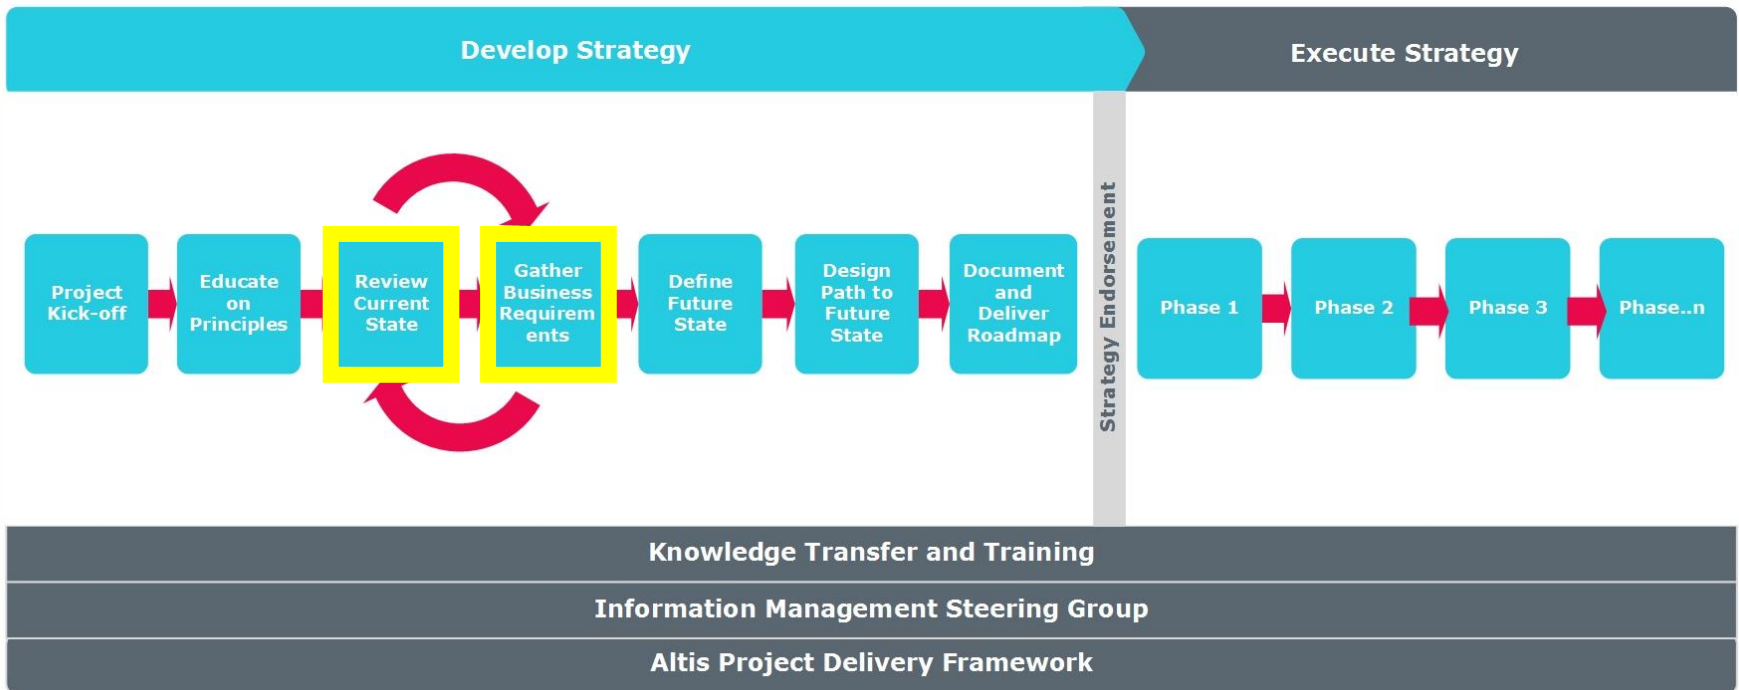 Develop Strategy
Execute Strategy
Project
Kick-off
Educate
on
Principles
Review
Current
State
Gather
Business
Requirem
ents
Define
Future
State
Design
Path to
Future
State
Document
and
Deliver
Roadmap
Strategy Endorsement
Phase 1
Phase 2
Phase 3
Phase..n
Knowledge Transfer and Training
Information Management Steering Group
Altis Project Delivery Framework